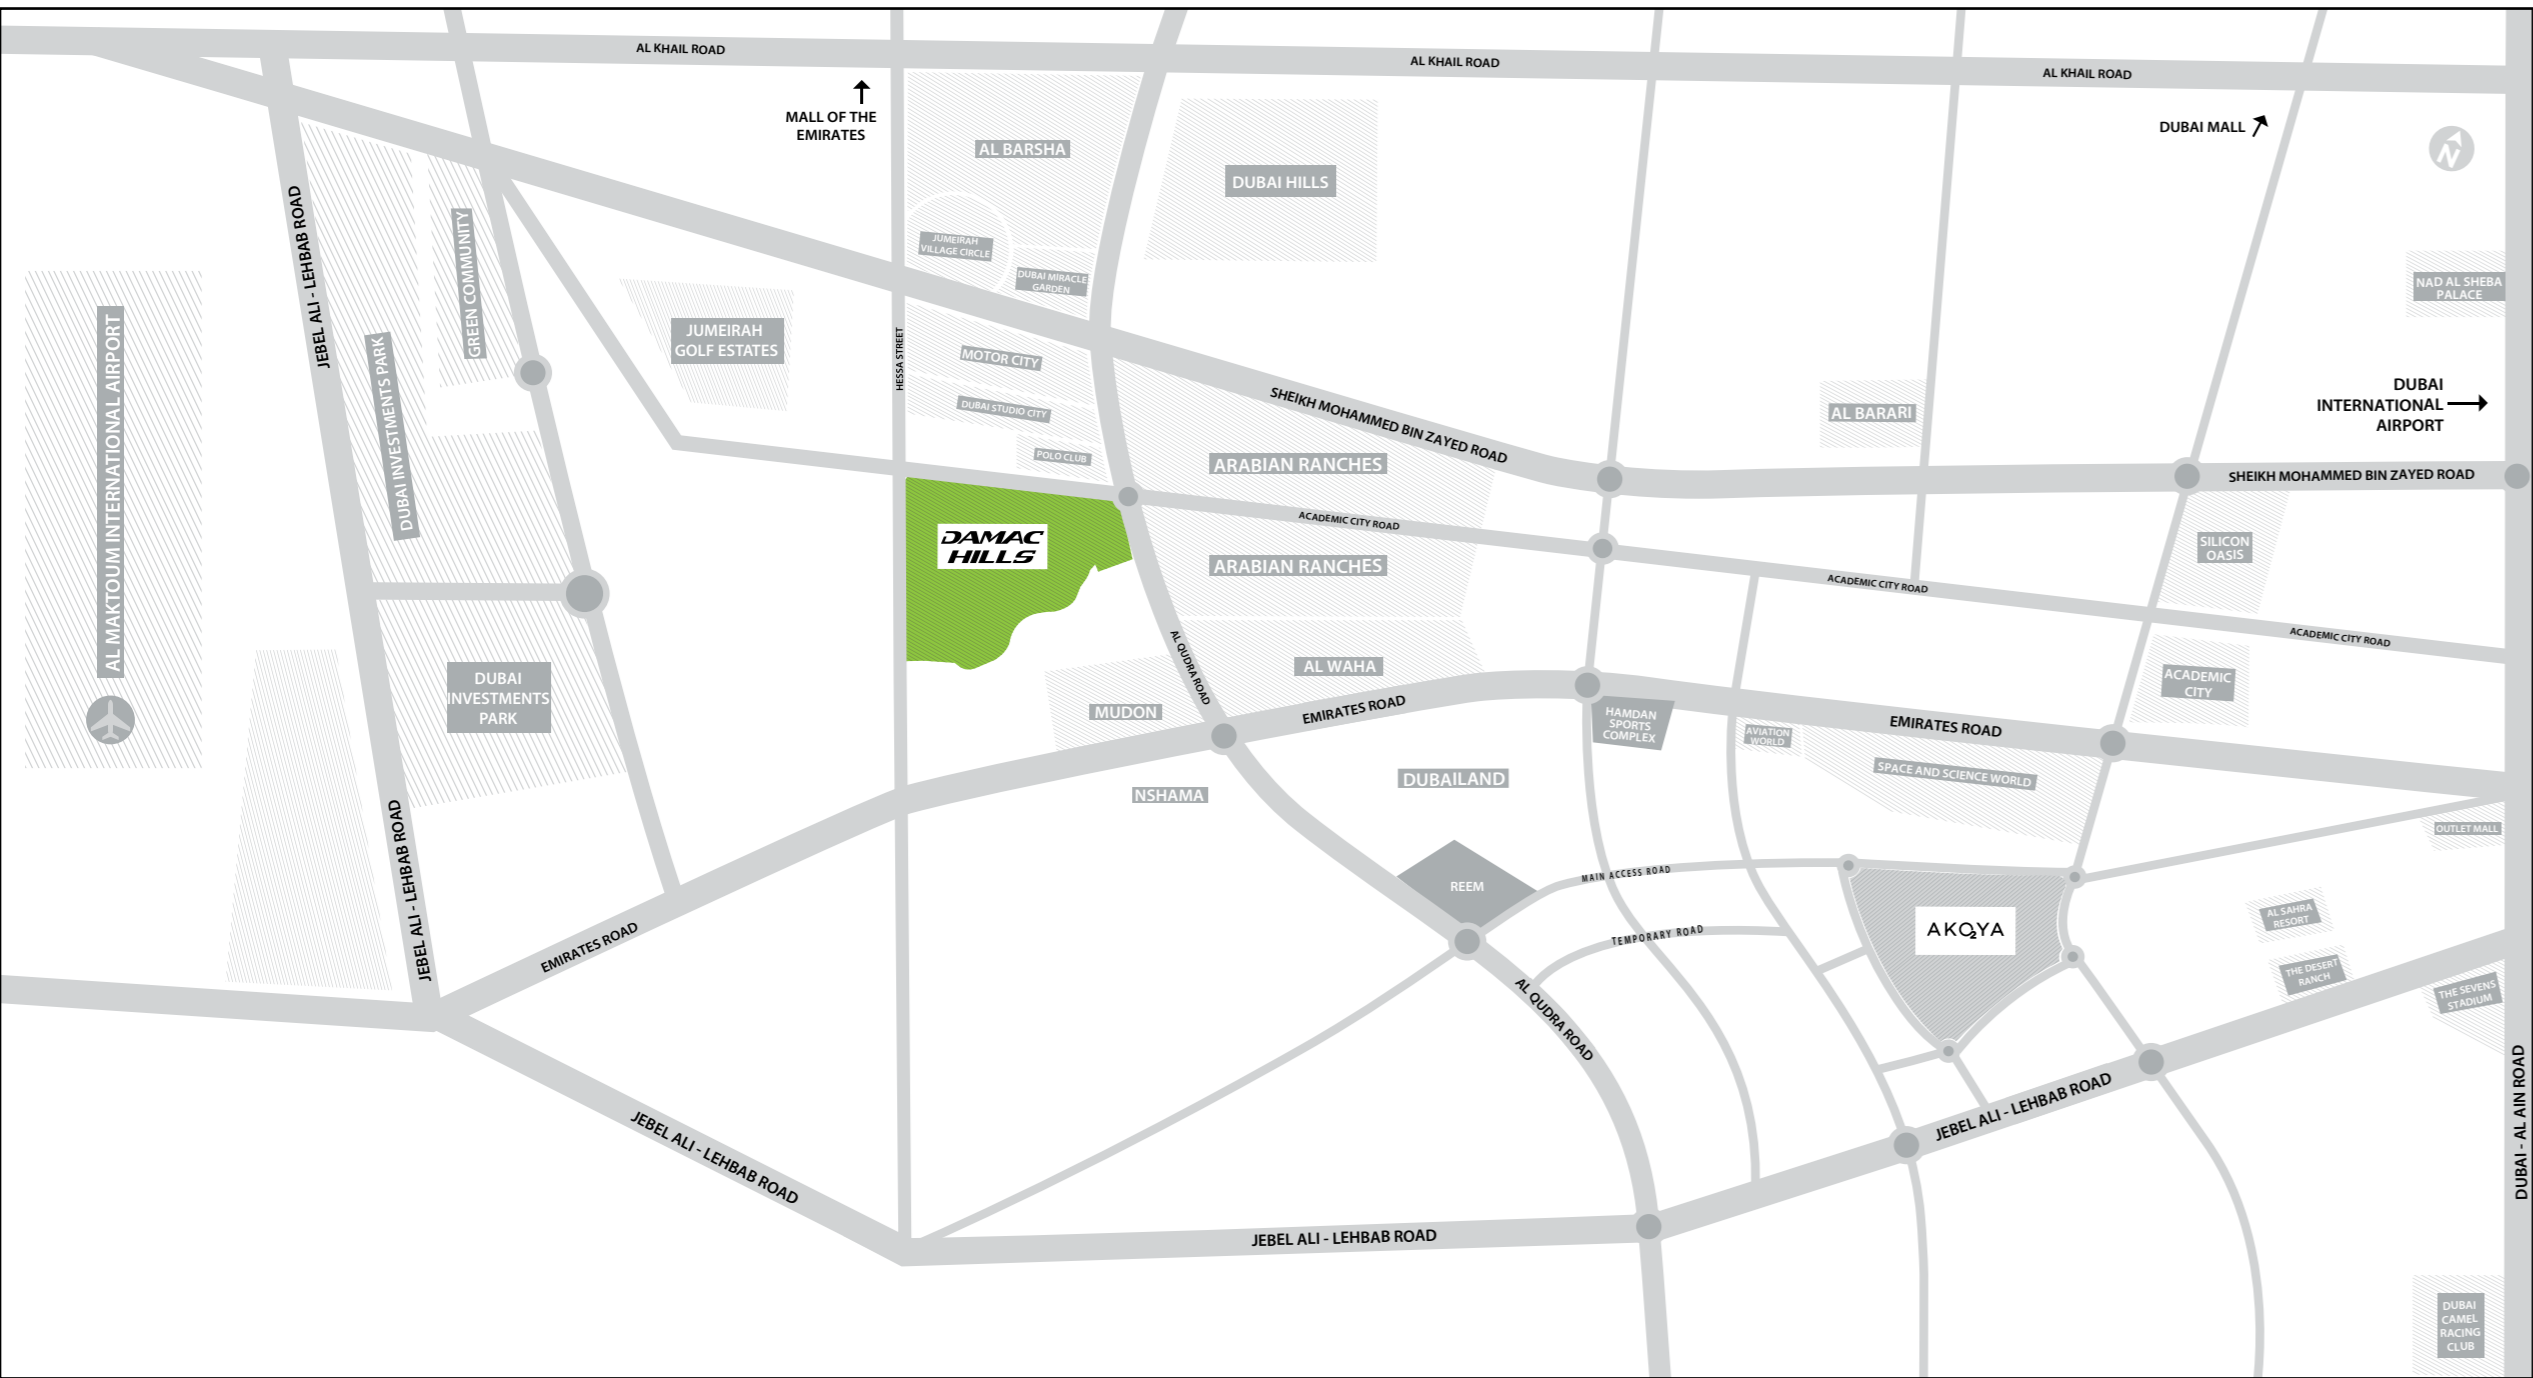 AL KHAIL ROAD
AL KHAIL ROAD
AL KHAIL ROAD
MALL OF THE
EMIRATES
DUBAI MALL
N
AL BARSHA
DUBAI HILLS
JEBEL ALI - LEHBAB ROAD
GREEN COMMUNITY
JUMEIRAH
VILLAGE CIRCLE
DUBAI MIRACLE
GARDEN
NAD AL SHEBA
PALACE
AL MAKTOUM INTERNATIONAL AIRPORT
DUBAI INVESTMENTS PARK
JUMEIRAH
GOLF ESTATES
HESSA STREET
MOTOR CITY
DUBAI STUDIO CITY
POLO CLUB
SHEIKH MOHAMMED BIN ZAYED ROAD
AL BARARI
DUBAI
INTERNATIONAL
AIRPORT
ARABIAN RANCHES
SHEIKH MOHAMMED BIN ZAYED ROAD
ACADEMIC CITY ROAD
DAMAC
HILLS
ARABIAN RANCHES
SILICON
OASIS
ACADEMIC CITY ROAD
ACADEMIC CITY ROAD
AL QUDRA ROAD
AL WAHA
ACADEMIC
CITY
DUBAI
INVESTMENTS
PARK
MUDON
EMIRATES ROAD
HAMDAN
SPORTS
COMPLEX
AVIATION
WORLD
EMIRATES ROAD
DUBAILAND
SPACE AND SCIENCE WORLD
NSHAMA
OUTLET MALL
JEBEL ALI - LEHBAB ROAD
REEM
MAIN ACCESS ROAD
EMIRATES ROAD
TEMPORARY ROAD
AKO2YA
AL SAHRA
RESORT
THE DESERT
RANCH
THE SEVENS
STADIUM
AL QUDRA ROAD
JEBEL ALI - LEHBAB ROAD
JEBEL ALI - LEHBAB ROAD
DUBAI - AL AIN ROAD
JEBEL ALI - LEHBAB ROAD
DUBAI
CAMEL
RACING
CLUB